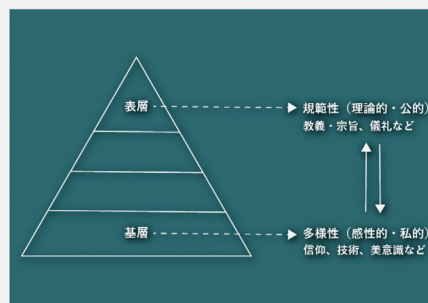 表層
規範性（理論的・公的）
教義・宗旨、儀礼など
基層
多様性（感性的・私的）
信仰、技術、美意識など